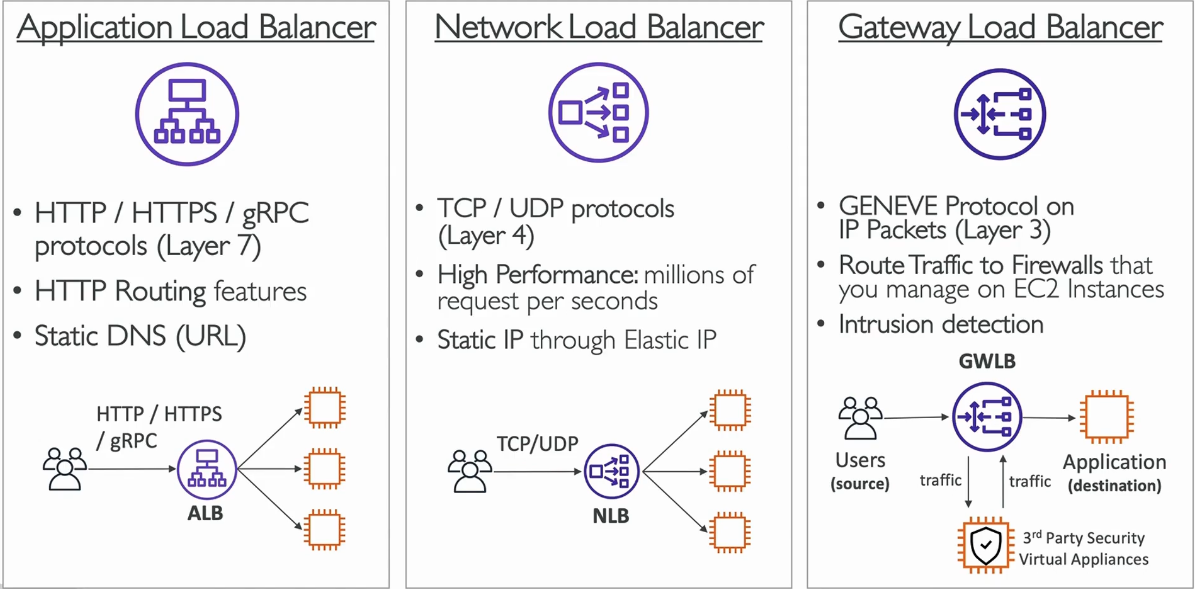 Application Load Balancer
• HTTP / HTTPS / gRPC
protocols (Layer 7)
• HTTP Routing features
• Static DNS (URL)
HTTP / HTTPS
/ gRPC
ALB
Network Load Balancer
• TCP / UDP protocols
(Layer 4)
• High Performance: millions of
request per seconds
• Static IP through Elastic IP
TCP/UDP
NLB
Gateway Load Balancer
• GENEVE Protocol on
IP Packets (Layer 3)
• Route Traffic to Firewalls that
you manage on EC2 Instances
• Intrusion detection
GWLB
Users
(source)
traffic
traffic
Application
(destination)
3rd Party Security
Virtual Appliances